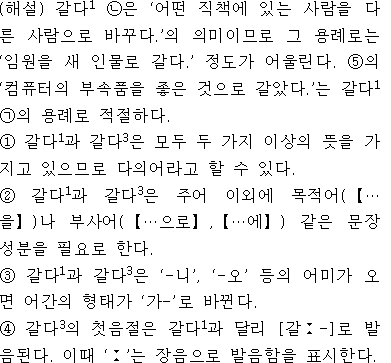 (해설) 갈다¹ ㉡은 ‘어떤 직책에 있는 사람을 다
른 사람으로 바꾸다.’의 의미이므로 그 용례로는
‘임원을 새 인물로 갈다.’ 정도가 어울린다. ⑤의
‘컴퓨터의 부속품을 좋은 것으로 갈았다.’는 갈다¹
㉠의 용례로 적절하다.
① 갈다¹과 갈다³은 모두 두 가지 이상의 뜻을 가
지고 있으므로 다의어라고 할 수 있다.
② 갈다¹과 갈다³은 주어 이외에 목적어(【…
을】)나 부사어(【…으로】,【…에】) 같은 문장
성분을 필요로 한다.
③ 갈다¹과 갈다³은 ‘-니’, ‘-오’ 등의 어미가 오
면 어간의 형태가 ‘가-’로 바뀐다.
④ 갈다³의 첫음절은 갈다¹과 달리 [갈ː-]로 발
음된다. 이때 ‘ː’는 장음으로 발음함을 표시한다.